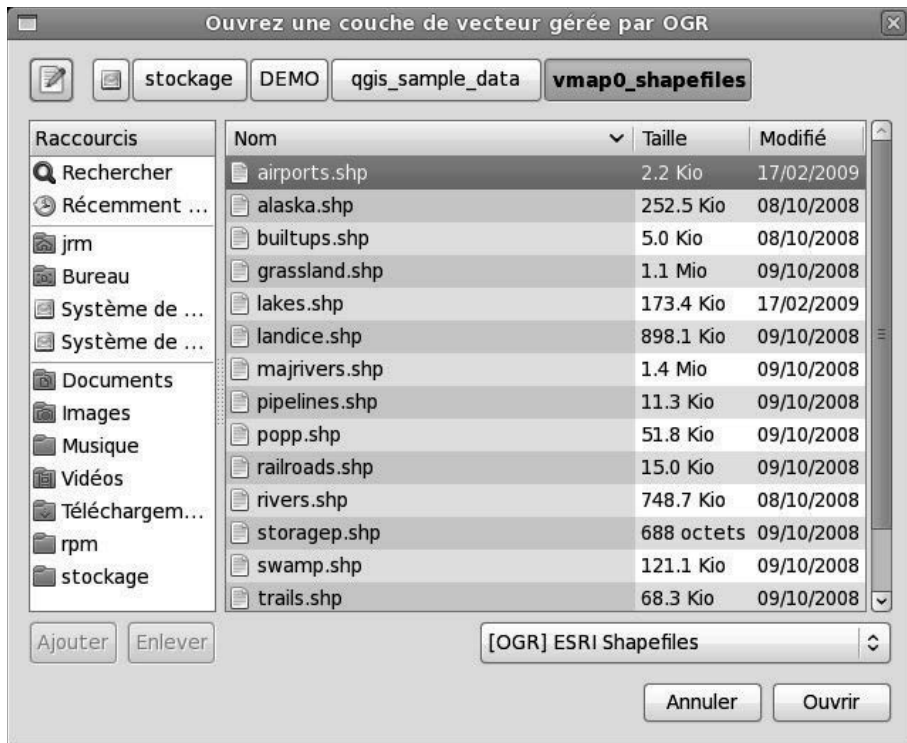 Ouvrez une couche de vecteur gérée par OGR
stockage DEMO qgis_sample_data vmap0_shapefiles
Raccourcis
Rechercher
Récemment ...
jrm
Bureau
Système de ...
Système de ...
Documents
Images
Musique
Vidéos
Téléchargem...
rpm
stockage
Nom Taille Modifié
airports.shp 2.2 Kio 17/02/2009
alaska.shp 252.5 Kio 08/10/2008
builtups.shp 5.0 Kio 08/10/2008
grassland.shp 1.1 Mio 09/10/2008
lakes.shp 173.4 Kio 17/02/2009
landice.shp 898.1 Kio 09/10/2008
majrivers.shp 1.4 Mio 09/10/2008
pipelines.shp 11.3 Kio 09/10/2008
popp.shp 51.8 Kio 09/10/2008
railroads.shp 15.0 Kio 09/10/2008
rivers.shp 748.7 Kio 08/10/2008
storagep.shp 688 octets 09/10/2008
swamp.shp 121.1 Kio 09/10/2008
trails.shp 68.3 Kio 09/10/2008
Ajouter Enlever
[OGR] ESRI Shapefiles
Annuler Ouvrir